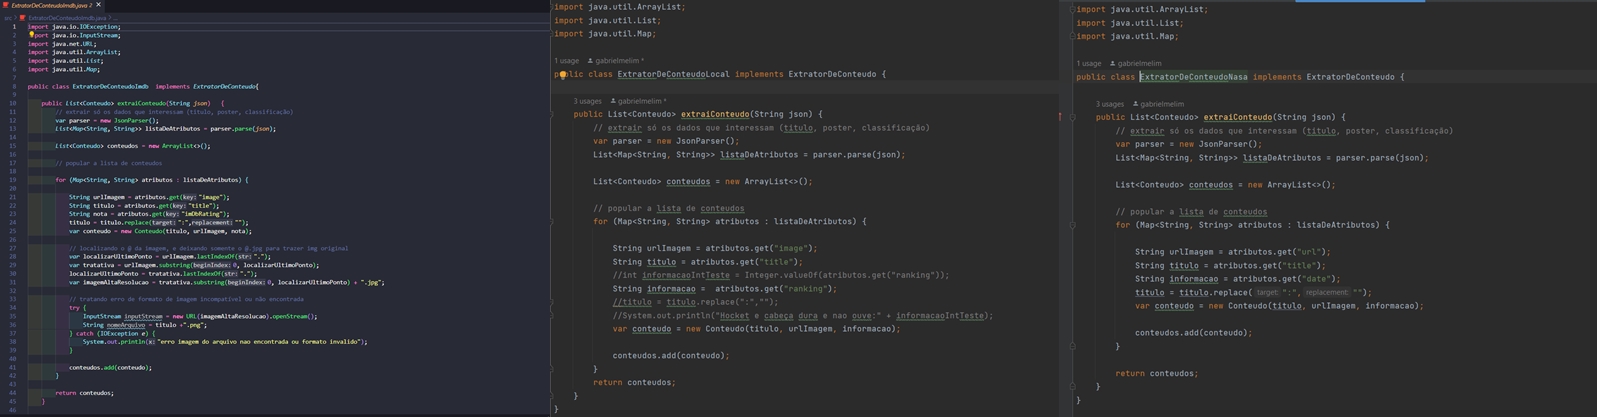 ExtratorDeConteudoImdb.java 2 ×
src > ExtratorDeConteudoImdb.java > ...
1 import java.io.IOException;
2 import java.io.InputStream;
3 import java.net.URL;
4 import java.util.ArrayList;
5 import java.util.List;
6 import java.util.Map;
7
8 public class ExtratorDeConteudoImdb implements ExtratorDeConteudo{
9
10 public List<Conteudo> extraiConteudo(String json) {
11 // extrair só os dados que interessam (titulo, poster, classificação)
12 var parser = new JsonParser();
13 List<Map<String, String>> listaDeAtributos = parser.parse(json);
14
15 List<Conteudo> conteudos = new ArrayList<>();
16
17 // popular a lista de conteudos
18
19 for (Map<String, String> atributos : listaDeAtributos) {
20
21 String urlImagem = atributos.get(key:"image");
22 String titulo = atributos.get(key:"title");
23 String nota = atributos.get(key:"imDbRating");
24 titulo = titulo.replace(target:":",replacement:"");
25 var conteudo = new Conteudo(titulo, urlImagem, nota);
26
27 // localizando o @ da imagem, e deixando somente o @.jpg para trazer img original
28 var localizarUltimoPonto = urlImagem.lastIndexOf(str:".");
29 var tratativa = urlImagem.substring(beginIndex:0, localizarUltimoPonto);
30 localizarUltimoPonto = tratativa.lastIndexOf(str:".");
31 var imagemAltaResolucao = tratativa.substring(beginIndex:0, localizarUltimoPonto) + ".jpg";
32
33 // tratando erro de formato de imagem incompativel ou não encontrada
34 try {
35 InputStream inputStream = new URL(imagemAltaResolucao).openStream();
36 String nomeArquivo = titulo +".png";
37 } catch (IOException e) {
38 System.out.println(x:"erro imagem do arquivo nao encontrada ou formato invalido");
39 }
40
41 conteudos.add(conteudo);
42 }
43
44 return conteudos;
45 }
46
import java.util.ArrayList;
import java.util.List;
import java.util.Map;
1 usage gabrielmelim *
public class ExtratorDeConteudoLocal implements ExtratorDeConteudo {
3 usages gabrielmelim *
public List<Conteudo> extraiConteudo(String json) {
// extrair só os dados que interessam (titulo, poster, classificação)
var parser = new JsonParser();
List<Map<String, String>> listaDeAtributos = parser.parse(json);
List<Conteudo> conteudos = new ArrayList<>();
// popular a lista de conteudos
for (Map<String, String> atributos : listaDeAtributos) {
String urlImagem = atributos.get("image");
String titulo = atributos.get("title");
//int informacaoIntTeste = Integer.valueOf(atributos.get("ranking"));
String informacao = atributos.get("ranking");
//titulo = titulo.replace(":","");
//System.out.println("Hocket e cabeça dura e nao ouve:" + informacaoIntTeste);
var conteudo = new Conteudo(titulo, urlImagem, informacao);
conteudos.add(conteudo);
}
return conteudos;
}
}
import java.util.ArrayList;
import java.util.List;
import java.util.Map;
1 usage gabrielmelim
public class ExtratorDeConteudoNasa implements ExtratorDeConteudo {
3 usages gabrielmelim
public List<Conteudo> extraiConteudo(String json) {
// extrair só os dados que interessam (titulo, poster, classificação)
var parser = new JsonParser();
List<Map<String, String>> listaDeAtributos = parser.parse(json);
List<Conteudo> conteudos = new ArrayList<>();
// popular a lista de conteudos
for (Map<String, String> atributos : listaDeAtributos) {
String urlImagem = atributos.get("url");
String titulo = atributos.get("title");
String informacao = atributos.get("date");
titulo = titulo.replace( target: ":", replacement: "");
var conteudo = new Conteudo(titulo, urlImagem, informacao);
conteudos.add(conteudo);
}
return conteudos;
}
}